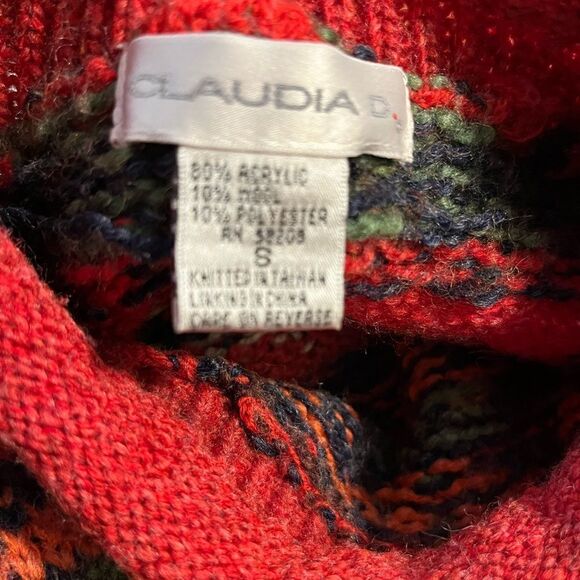 CLAUDIA D.
80% ACRYLIC
10% WOOL
10% POLYESTER
RN 58208
S
KNITTED IN TAIWAN
LINKING IN CHINA
CARE ON REVERSE